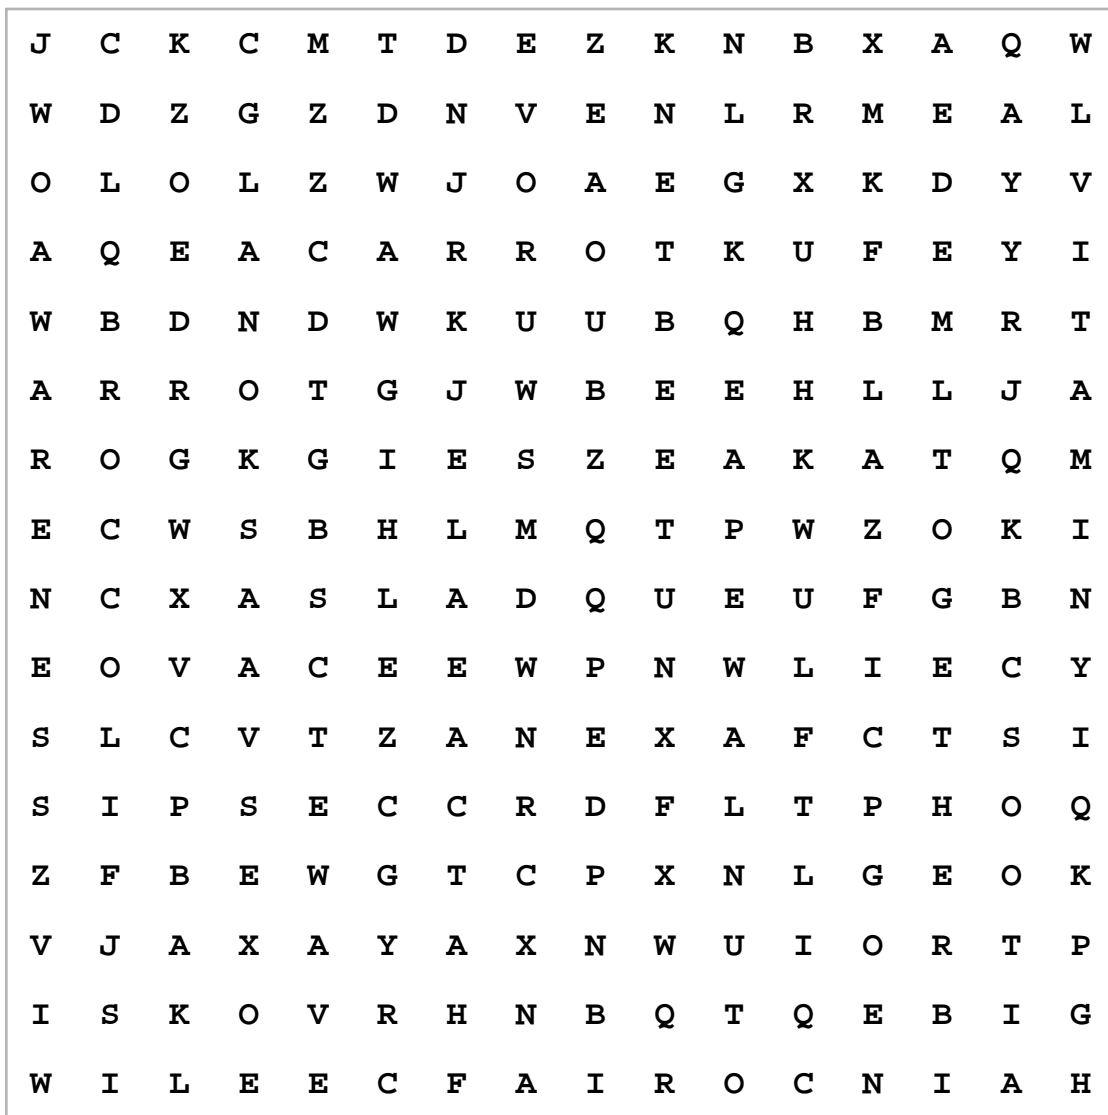 J C K C M T D E Z K N B X A Q W
W D Z G Z D N V E N L R M E A L
O L O L Z W J O A E G X K D Y V
A Q E A C A R R O T K U F E Y I
W B D N D W K U U B Q H B M R T
A R R O T G J W B E E H L L J A
R O G K G I E S Z E A K A T Q M
E C W S B H L M Q T P W Z O K I
N C X A S L A D Q U E U F G B N
E O V A C E E W P N W L I E C Y
S L C V T Z A N E X A F C T S I
S I P S E C C R D F L T P H O Q
Z F B E W G T C P X N L G E O K
V J A X A Y A X N W U I O R T P
I S K O V R H N B Q T Q E B I G
W I L E E C F A I R O C N I A H